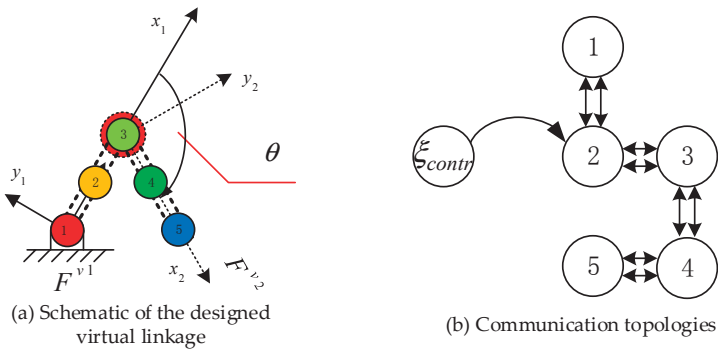 x1
y2
3
θ
2
4
y1
1
5
F v1
x2
F v2
(a) Schematic of the designed
virtual linkage
1
ξcontr
2
3
5
4
(b) Communication topologies